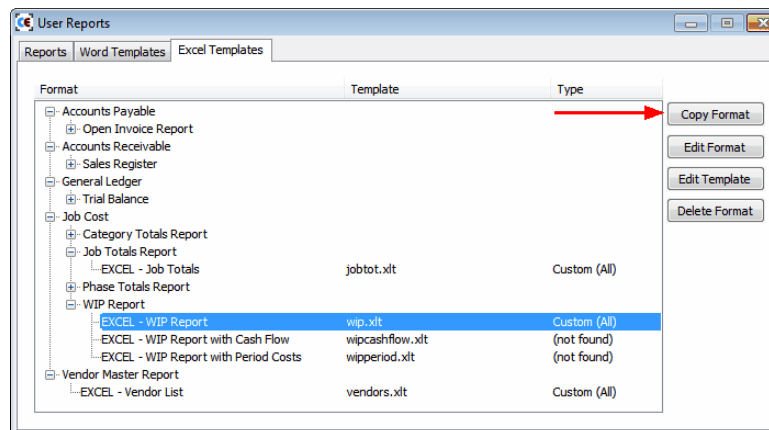 User Reports
Reports Word Templates Excel Templates
Format Template Type
Accounts Payable
Open Invoice Report
Accounts Receivable
Sales Register
General Ledger
Trial Balance
Job Cost
Category Totals Report
Job Totals Report
EXCEL - Job Totals jobtot.xlt Custom (All)
Phase Totals Report
WIP Report
EXCEL - WIP Report wip.xlt Custom (All)
EXCEL - WIP Report with Cash Flow wipcashflow.xlt (not found)
EXCEL - WIP Report with Period Costs wipperiod.xlt (not found)
Vendor Master Report
EXCEL - Vendor List vendors.xlt Custom (All)
Copy Format
Edit Format
Edit Template
Delete Format